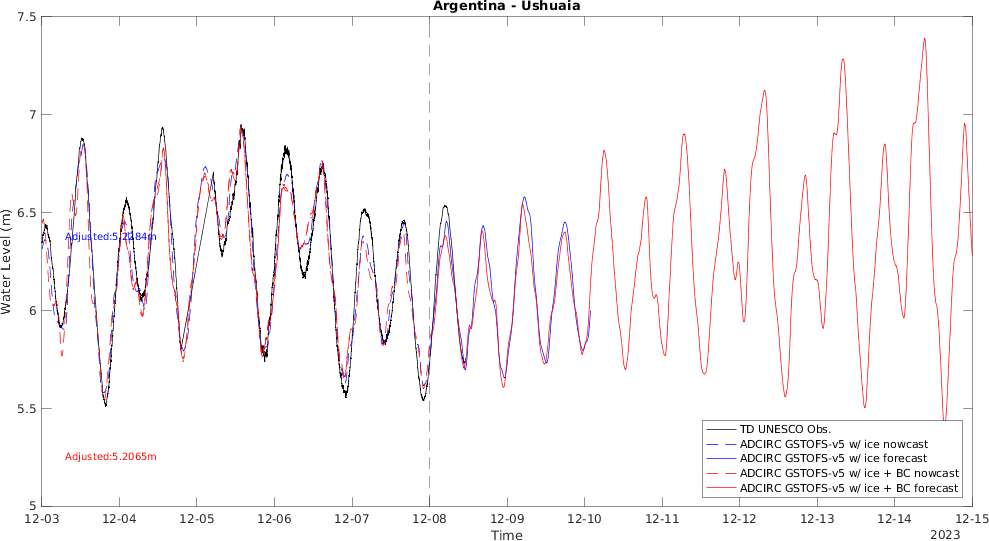 Argentina - Ushuaia
7.5
7
6.5
6
5.5
5
Water Level (m)
Adjusted:5.2284m
Adjusted:5.2065m
TD UNESCO Obs.
ADCIRC GSTOFS-v5 w/ ice nowcast
ADCIRC GSTOFS-v5 w/ ice forecast
ADCIRC GSTOFS-v5 w/ ice + BC nowcast
ADCIRC GSTOFS-v5 w/ ice + BC forecast
12-03 12-04 12-05 12-06 12-07 12-08 12-09 12-10 12-11 12-12 12-13 12-14 12-15
Time
2023